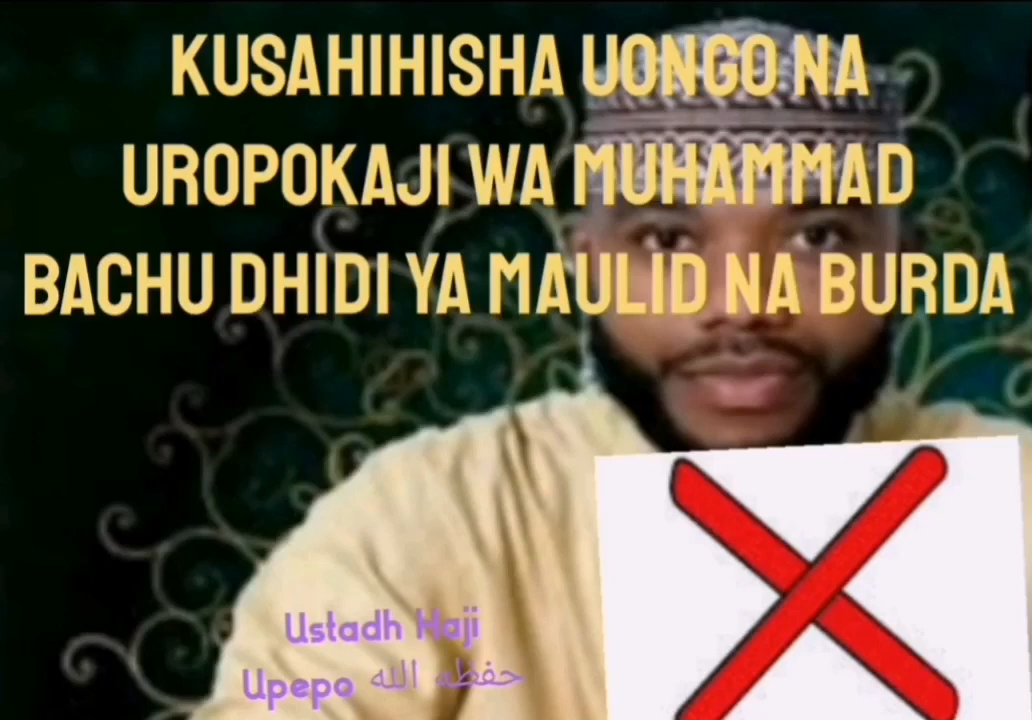 KUSAHIHISHA UONGO NA
UROPOKAJI WA MUHAMMAD
BACHU DHIDI YA MAULID NA BURDA
Ustadh Haji
Upepo حفظه الله